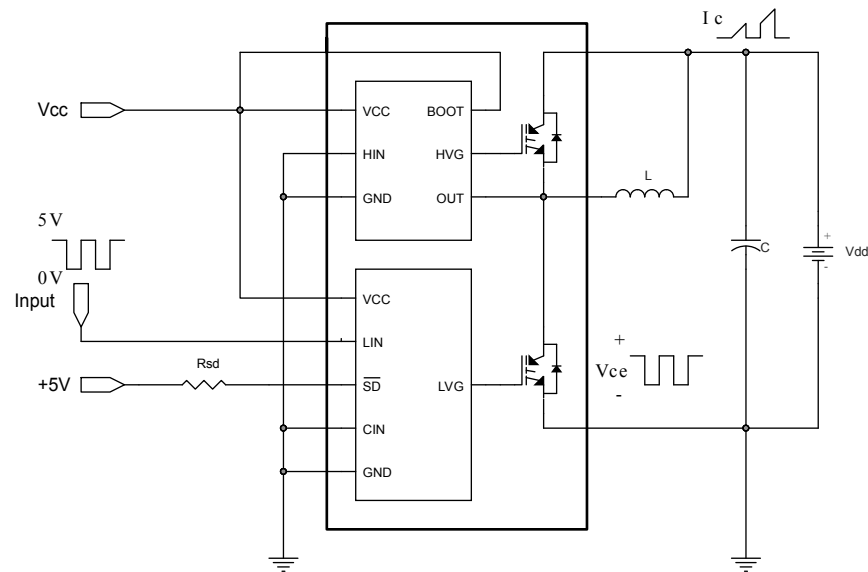 I c
Vcc
VCC
BOOT
HIN
HVG
GND
OUT
L
5V
0V
Input
C
+
-
Vdd
VCC
LIN
+5V
Rsd
SD
LVG
CIN
GND
+
Vce
-